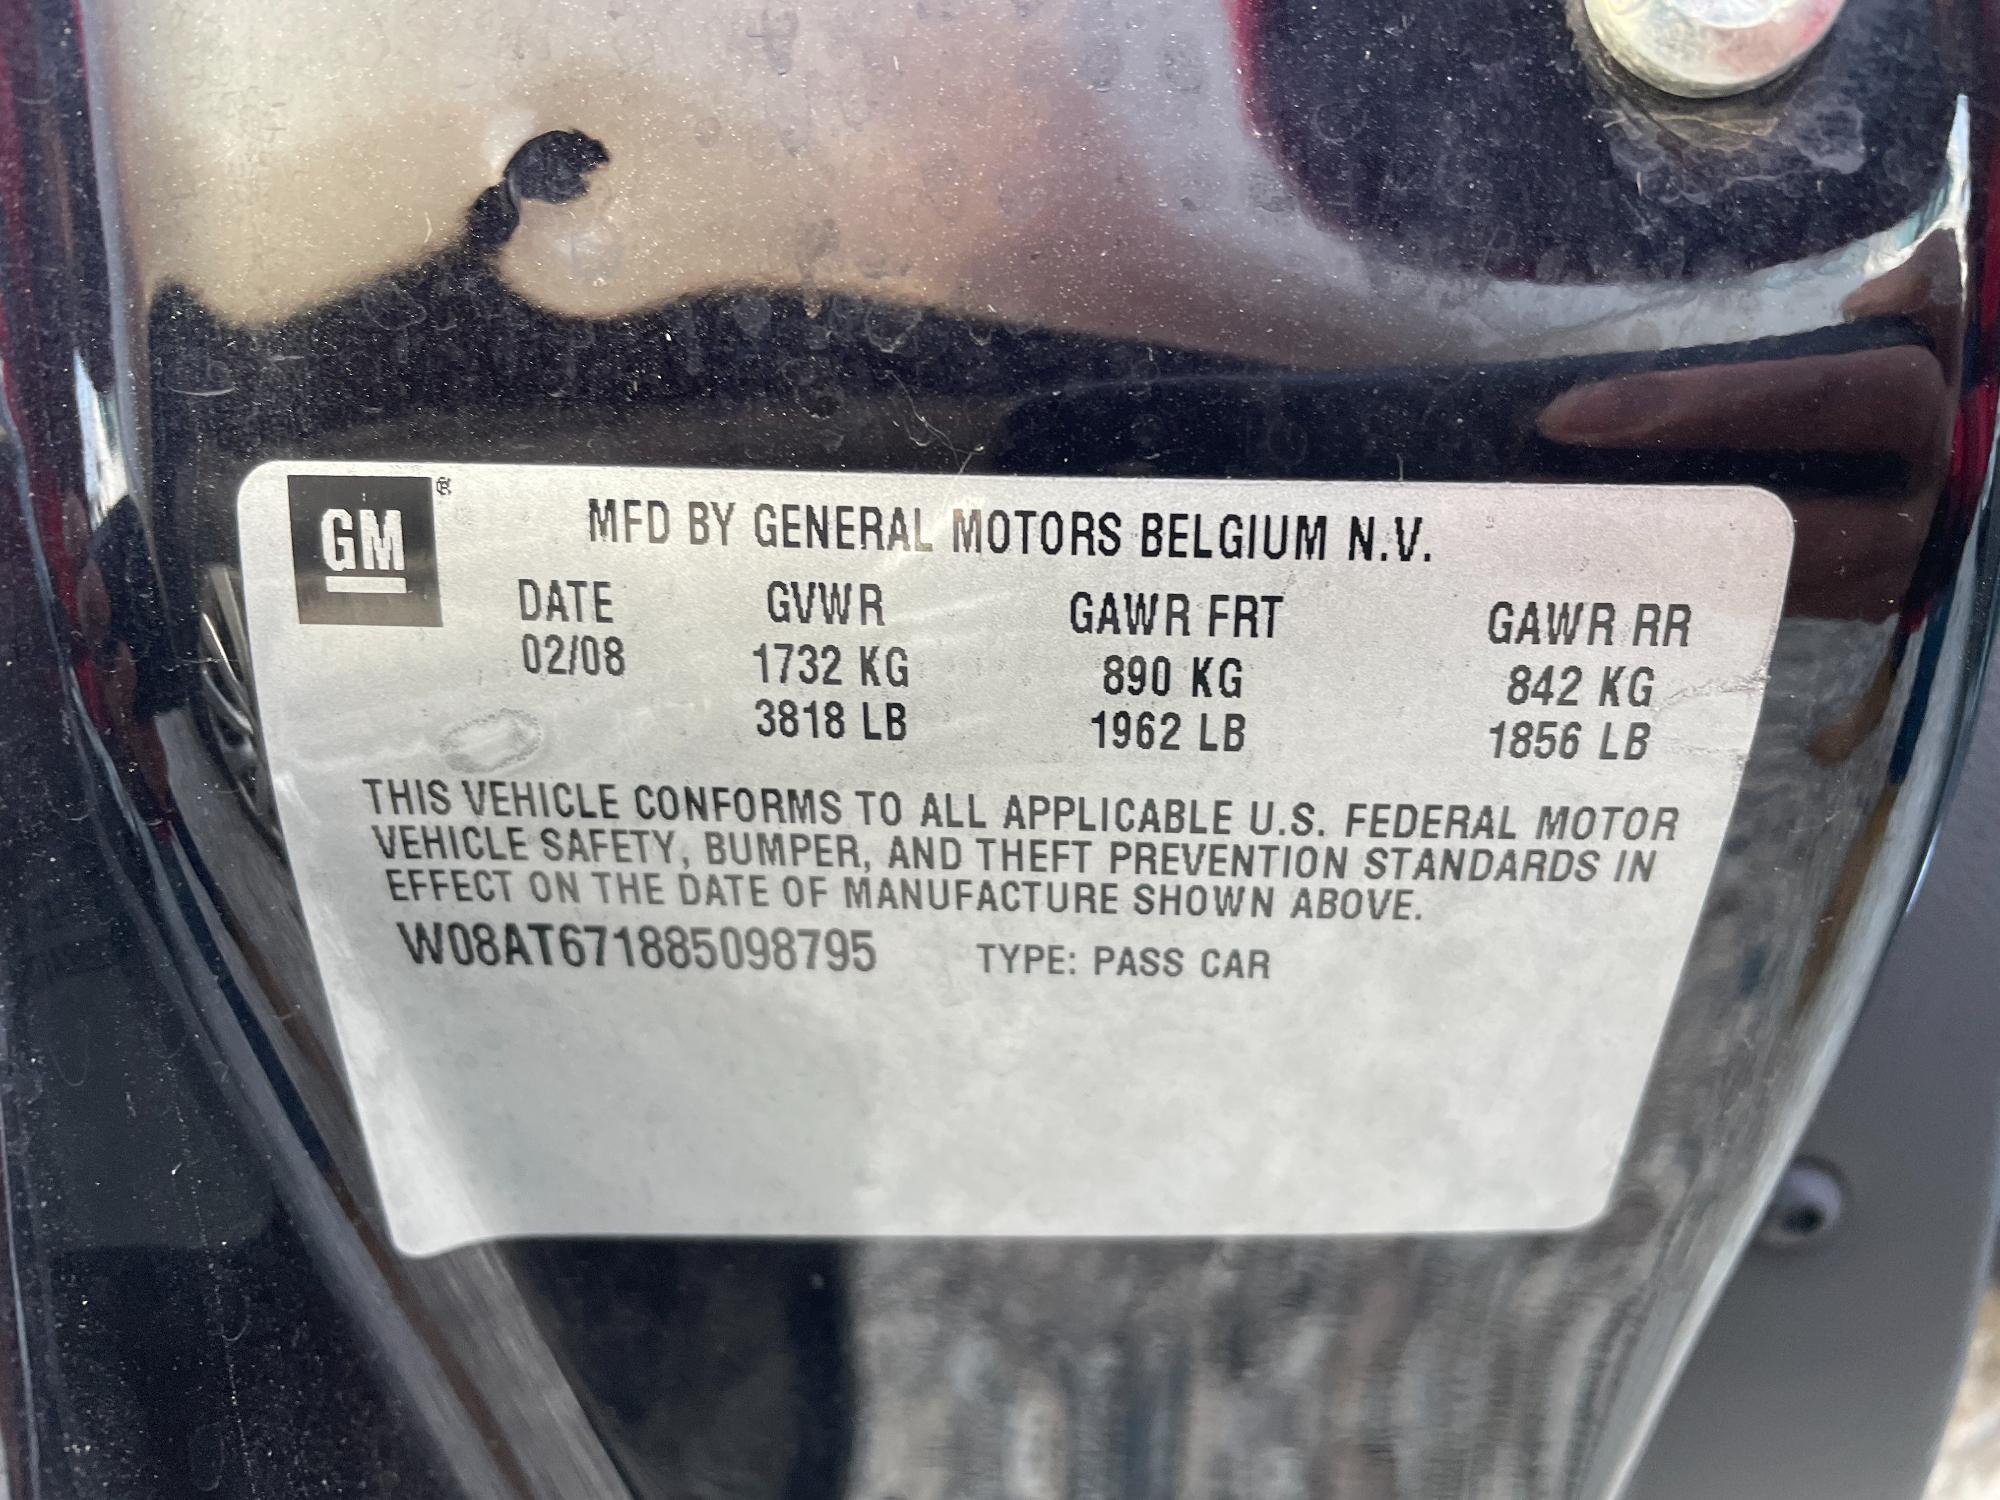 GM ®
MFD BY GENERAL MOTORS BELGIUM N.V.
DATE GVWR GAWR FRT GAWR RR
02/08 1732 KG 890 KG 842 KG
3818 LB 1962 LB 1856 LB
THIS VEHICLE CONFORMS TO ALL APPLICABLE U.S. FEDERAL MOTOR
VEHICLE SAFETY, BUMPER, AND THEFT PREVENTION STANDARDS IN
EFFECT ON THE DATE OF MANUFACTURE SHOWN ABOVE.
W08AT671885098795 TYPE: PASS CAR